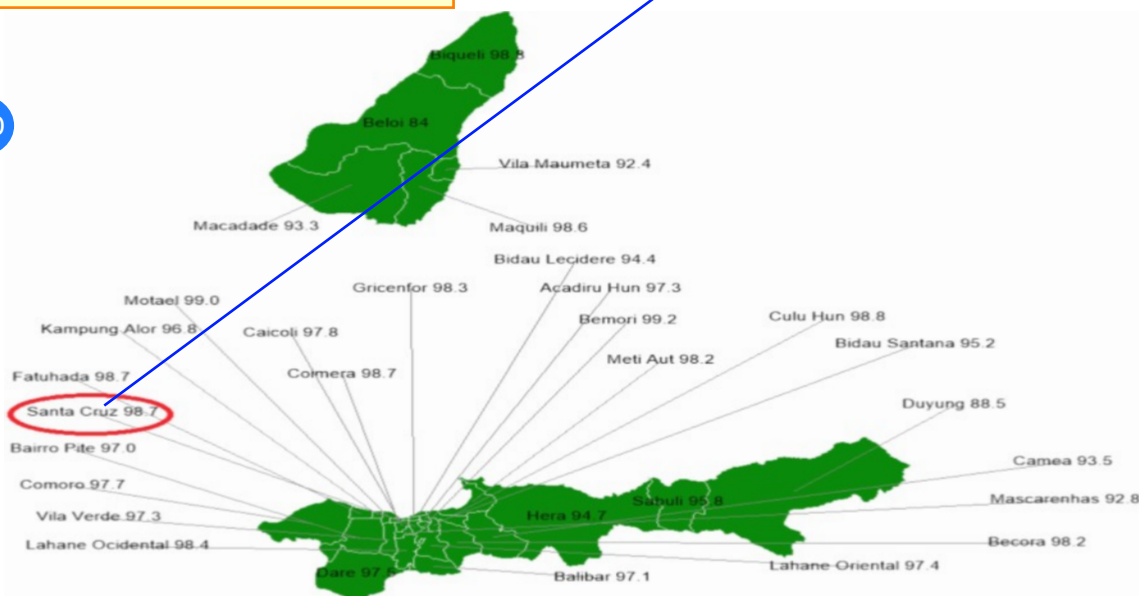 Biqueli 98.8
Beloi 84
Vila Maumeta 92.4
Macadade 93.3
Maquili 98.6
Bidau Lecidere 94.4
Gricenfor 98.3
Acadiru Hun 97.3
Motael 99.0
Bemori 99.2
Culu Hun 98.8
Kampung Alor 96.8
Caicoli 97.8
Bidau Santana 95.2
Meti Aut 98.2
Fatuhada 98.7
Coimera 98.7
Duyung 88.5
Santa Cruz 98.7
Bairro Pite 97.0
Camea 93.5
Comoro 97.7
Mascarenhas 92.8
Sabuli 95.8
Vila Verde 97.3
Hera 94.7
Becora 98.2
Lahane Ocidental 98.4
Lahane Oriental 97.4
Dare
Balibar 97.1